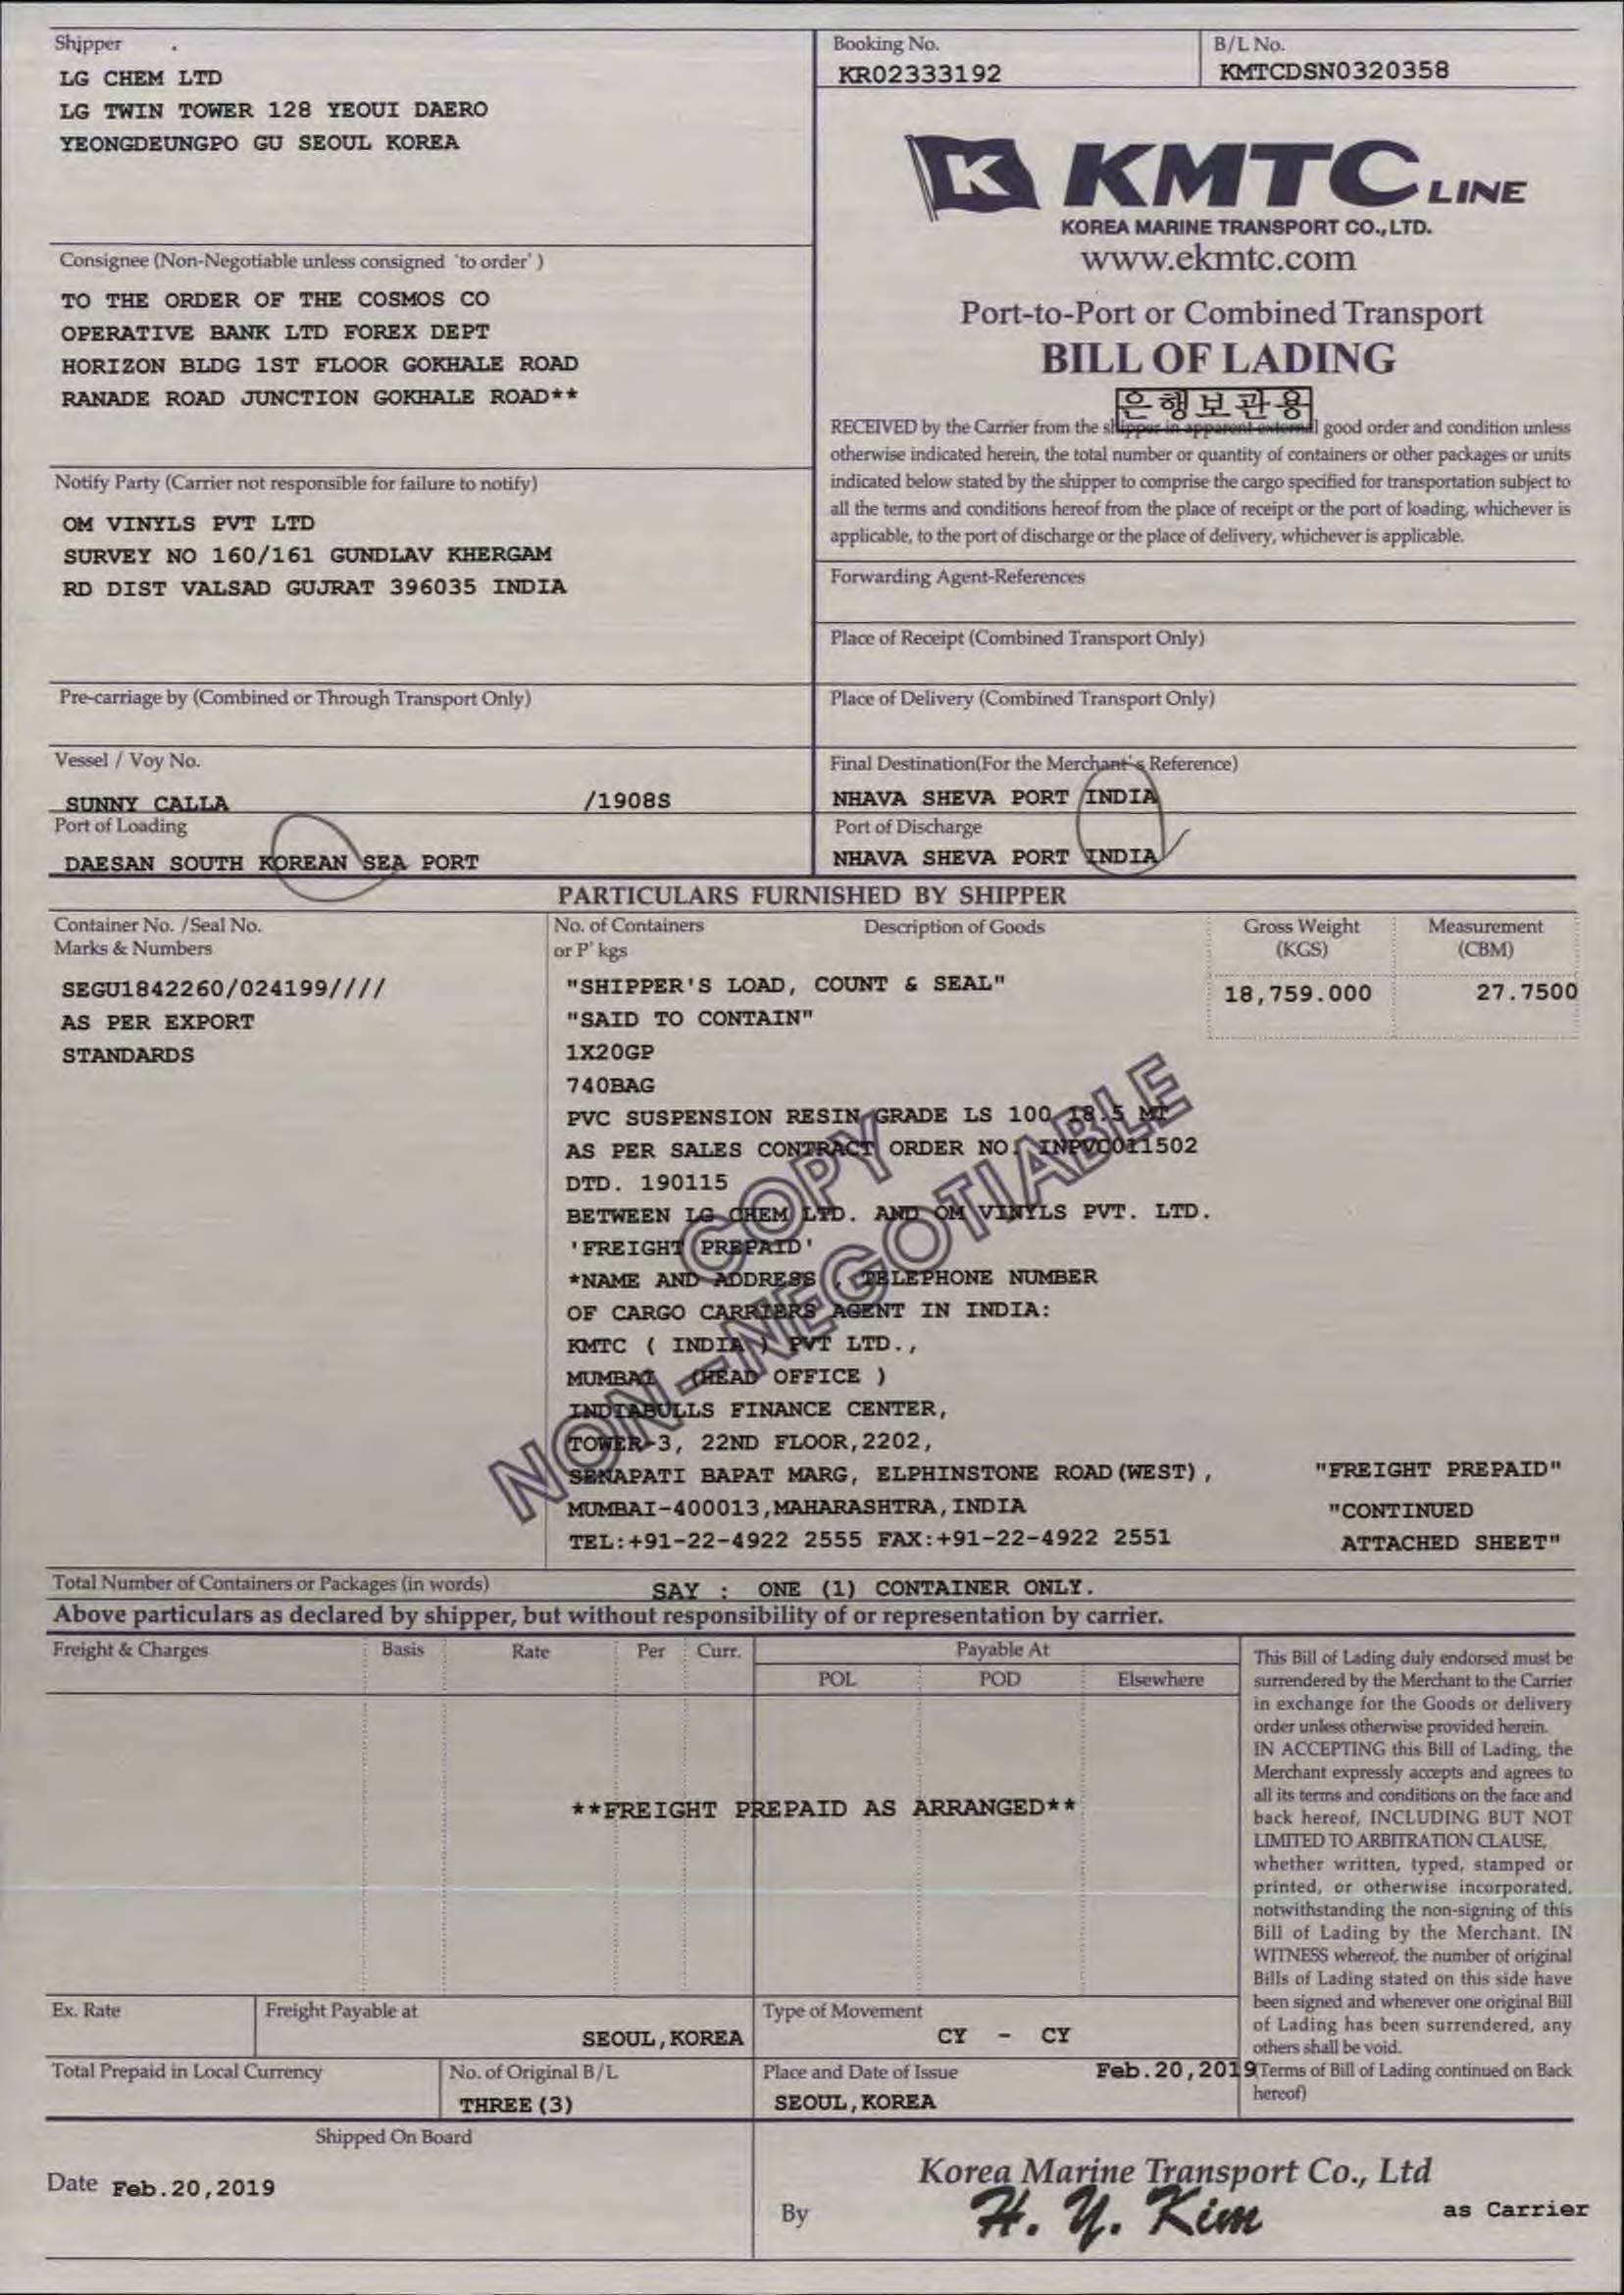 Shipper
LG CHEM LTD
LG TWIN TOWER 128 YEOUI DAERO
YEONGDEUNGPO GU SEOUL KOREA
Booking No.
KR02333192
B/L No.
KMTCDSN0320358
K KMTC LINE
KOREA MARINE TRANSPORT CO., LTD.
www.ekmtc.com
Port-to-Port or Combined Transport
BILL OF LADING
은행보관용
RECEIVED by the Carrier from the shipper in apparent external good order and condition unless
otherwise indicated herein, the total number or quantity of containers or other packages or units
indicated below stated by the shipper to comprise the cargo specified for transportation subject to
all the terms and conditions hereof from the place of receipt or the port of loading, whichever is
applicable, to the port of discharge or the place of delivery, whichever is applicable.
Consignee (Non-Negotiable unless consigned 'to order')
TO THE ORDER OF THE COSMOS CO
OPERATIVE BANK LTD FOREX DEPT
HORIZON BLDG 1ST FLOOR GOKHALE ROAD
RANADE ROAD JUNCTION GOKHALE ROAD**
Notify Party (Carrier not responsible for failure to notify)
OM VINYLS PVT LTD
SURVEY NO 160/161 GUNDLAV KHERGAM
RD DIST VALSAD GUJRAT 396035 INDIA
Forwarding Agent-References
Place of Receipt (Combined Transport Only)
Pre-carriage by (Combined or Through Transport Only)
Place of Delivery (Combined Transport Only)
Vessel / Voy No.
SUNNY CALLA /1908S
Final Destination(For the Merchant's Reference)
NHAVA SHEVA PORT INDIA
Port of Loading
DAESAN SOUTH KOREAN SEA PORT
Port of Discharge
NHAVA SHEVA PORT INDIA
PARTICULARS FURNISHED BY SHIPPER
Container No. /Seal No.
Marks & Numbers
No. of Containers
or P'kgs
Description of Goods
Gross Weight
(KGS)
Measurement
(CBM)
SEGU1842260/024199////
AS PER EXPORT
STANDARDS
18,759.000
27.7500
"SHIPPER'S LOAD, COUNT & SEAL"
"SAID TO CONTAIN"
1X20GP
740BAG
PVC SUSPENSION RESIN GRADE LS 100 18.5 MT
AS PER SALES CONTRACT ORDER NO. INPVC011502
DTD. 190115
BETWEEN LG CHEM LTD. AND OM VINYLS PVT. LTD.
'FREIGHT PREPAID'
*NAME AND ADDRESS , TELEPHONE NUMBER
OF CARGO CARRIERS AGENT IN INDIA:
KMTC ( INDIA ) PVT LTD.,
MUMBAI (HEAD OFFICE )
INDIABULLS FINANCE CENTER,
TOWER-3, 22ND FLOOR,2202,
SENAPATI BAPAT MARG, ELPHINSTONE ROAD(WEST),
MUMBAI-400013,MAHARASHTRA,INDIA
TEL:+91-22-4922 2555 FAX:+91-22-4922 2551
COPY
NON-NEGOTIABLE
"FREIGHT PREPAID"
"CONTINUED
ATTACHED SHEET"
Total Number of Containers or Packages (in words)
SAY : ONE (1) CONTAINER ONLY.
Above particulars as declared by shipper, but without responsibility of or representation by carrier.
Freight & Charges
Basis
Rate
Per
Curr.
Payable At
POL
POD
Elsewhere
**FREIGHT PREPAID AS ARRANGED**
This Bill of Lading duly endorsed must be
surrendered by the Merchant to the Carrier
in exchange for the Goods or delivery
order unless otherwise provided herein.
IN ACCEPTING this Bill of Lading, the
Merchant expressly accepts and agrees to
all its terms and conditions on the face and
back hereof, INCLUDING BUT NOT
LIMITED TO ARBITRATION CLAUSE,
whether written, typed, stamped or
printed, or otherwise incorporated,
notwithstanding the non-signing of this
Bill of Lading by the Merchant. IN
WITNESS whereof, the number of original
Bills of Lading stated on this side have
been signed and wherever one original Bill
of Lading has been surrendered, any
others shall be void.
(Terms of Bill of Lading continued on Back
hereof)
Ex. Rate
Freight Payable at
SEOUL,KOREA
Type of Movement
CY - CY
Total Prepaid in Local Currency
No. of Original B/L
THREE(3)
Place and Date of Issue
Feb.20,2019
SEOUL,KOREA
Shipped On Board
Date Feb.20,2019
Korea Marine Transport Co., Ltd
By
H. Y. Kim
as Carrier